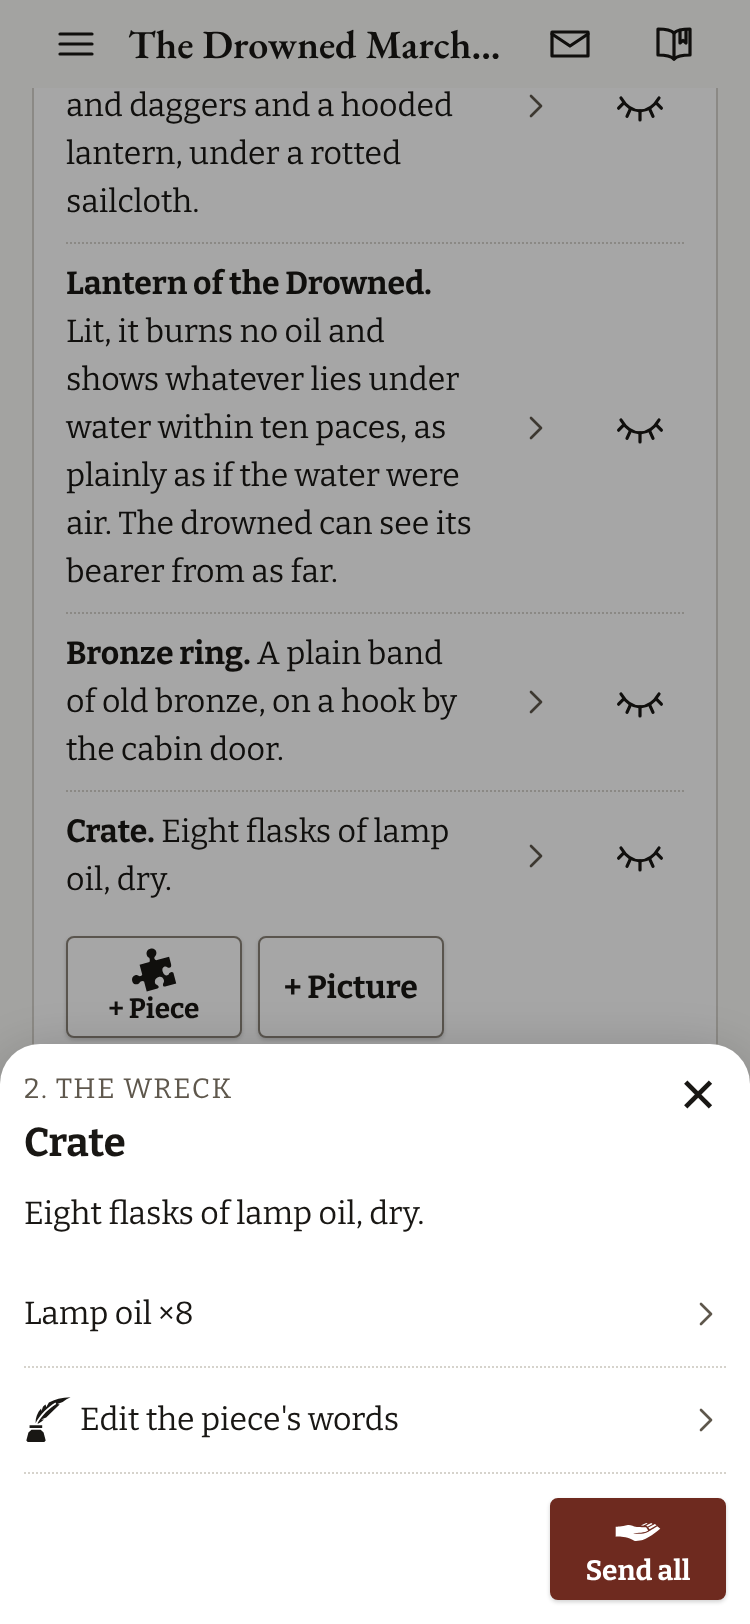 The Drowned March...
and daggers and a hooded
lantern, under a rotted
sailcloth.
Lantern of the Drowned.
Lit, it burns no oil and
shows whatever lies under
water within ten paces, as
plainly as if the water were
air. The drowned can see its
bearer from as far.
Bronze ring. A plain band
of old bronze, on a hook by
the cabin door.
Crate. Eight flasks of lamp
oil, dry.
+ Piece
+ Picture
2. THE WRECK
Crate
Eight flasks of lamp oil, dry.
Lamp oil ×8
Edit the piece's words
Send all